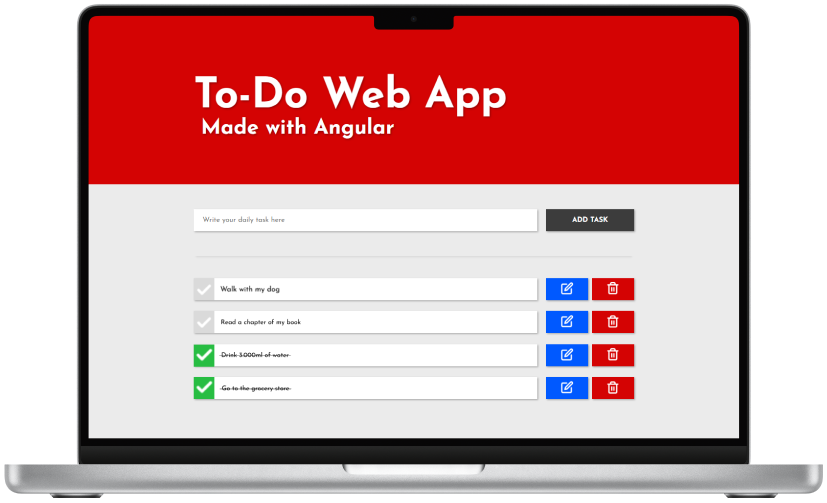 To-Do Web App
Made with Angular
Write your daily task here
ADD TASK
Walk with my dog
Read a chapter of my book
Drink 3.000ml of water
Go to the grocery store